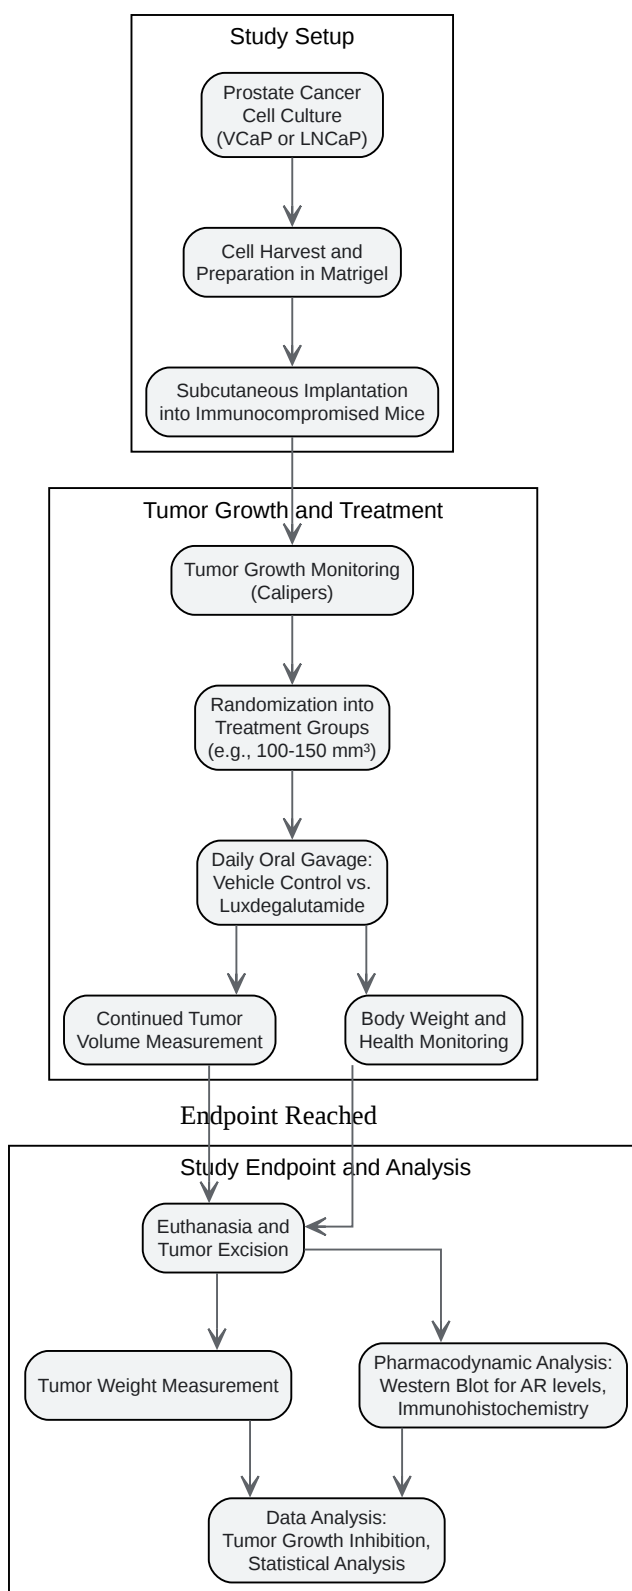 Study Setup
Prostate Cancer
Cell Culture
(VCaP or LNCaP)
Cell Harvest and
Preparation in Matrigel
Subcutaneous Implantation
into Immunocompromised Mice
Tumor Growth and Treatment
Tumor Growth Monitoring
(Calipers)
Randomization into
Treatment Groups
(e.g., 100-150 mm³)
Daily Oral Gavage:
Vehicle Control vs.
Luxdegalutamide
Continued Tumor
Volume Measurement
Body Weight and
Health Monitoring
Endpoint Reached
Study Endpoint and Analysis
Euthanasia and
Tumor Excision
Tumor Weight Measurement
Pharmacodynamic Analysis:
Western Blot for AR levels,
Immunohistochemistry
Data Analysis:
Tumor Growth Inhibition,
Statistical Analysis